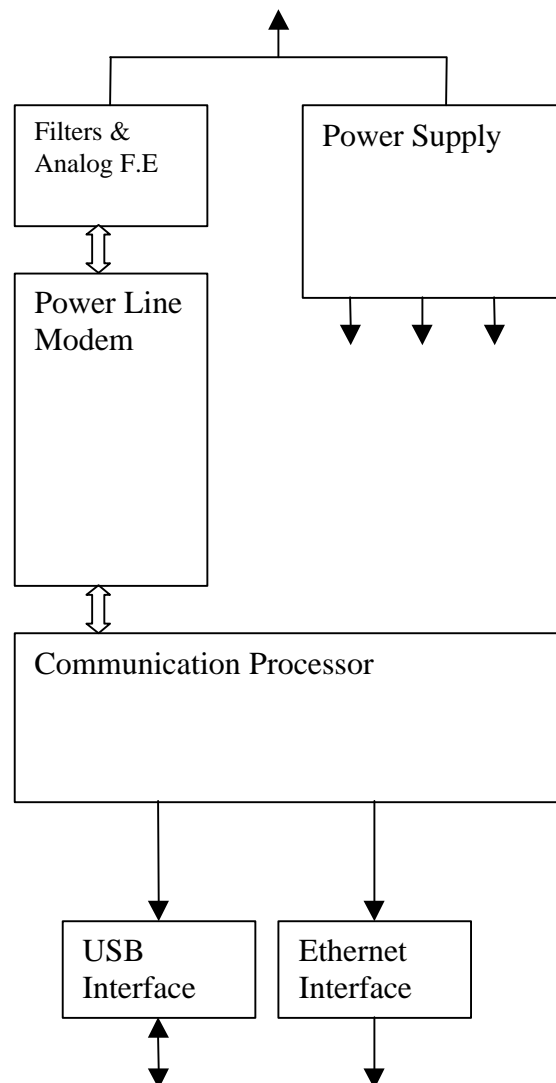 Filters &
Analog F.E
Power Supply
Power Line
Modem
Communication Processor
USB
Interface
Ethernet
Interface